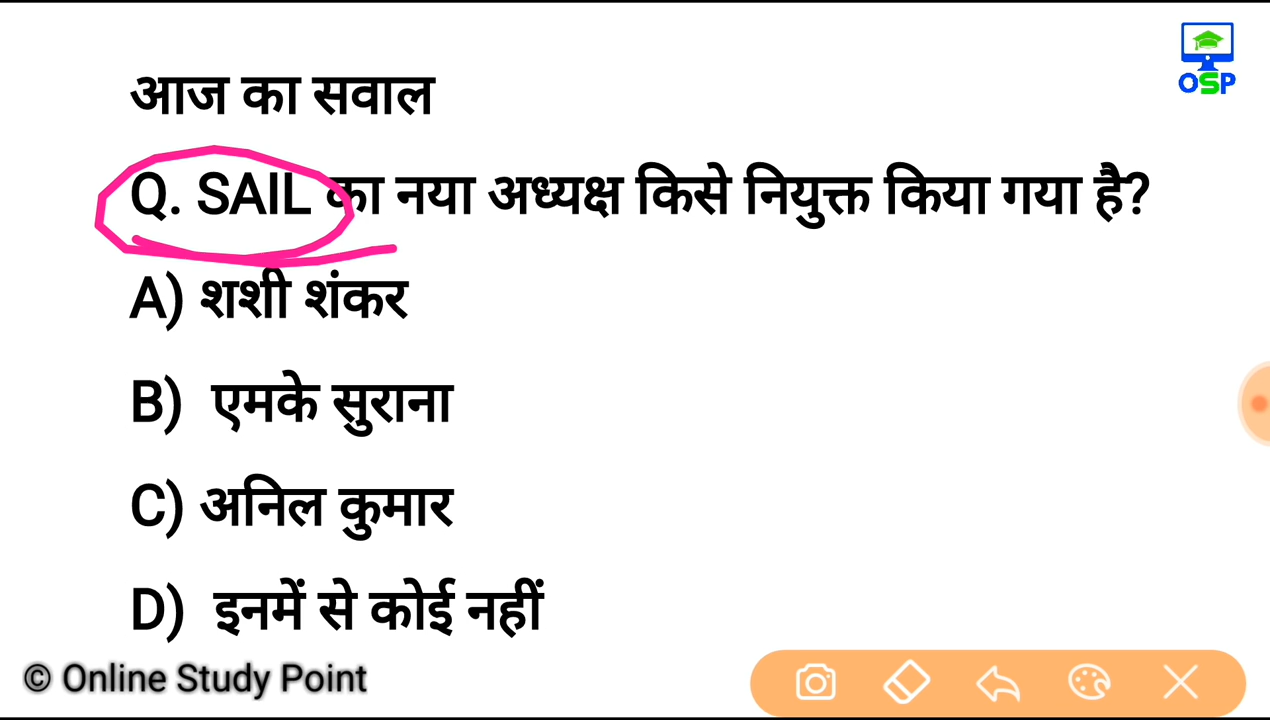 आज का सवाल
OSP
Q. SAIL का नया अध्यक्ष किसे नियुक्त किया गया है?
A) शशी शंकर
B) एमके सुराना
C) अनिल कुमार
D) इनमें से कोई नहीं
© Online Study Point